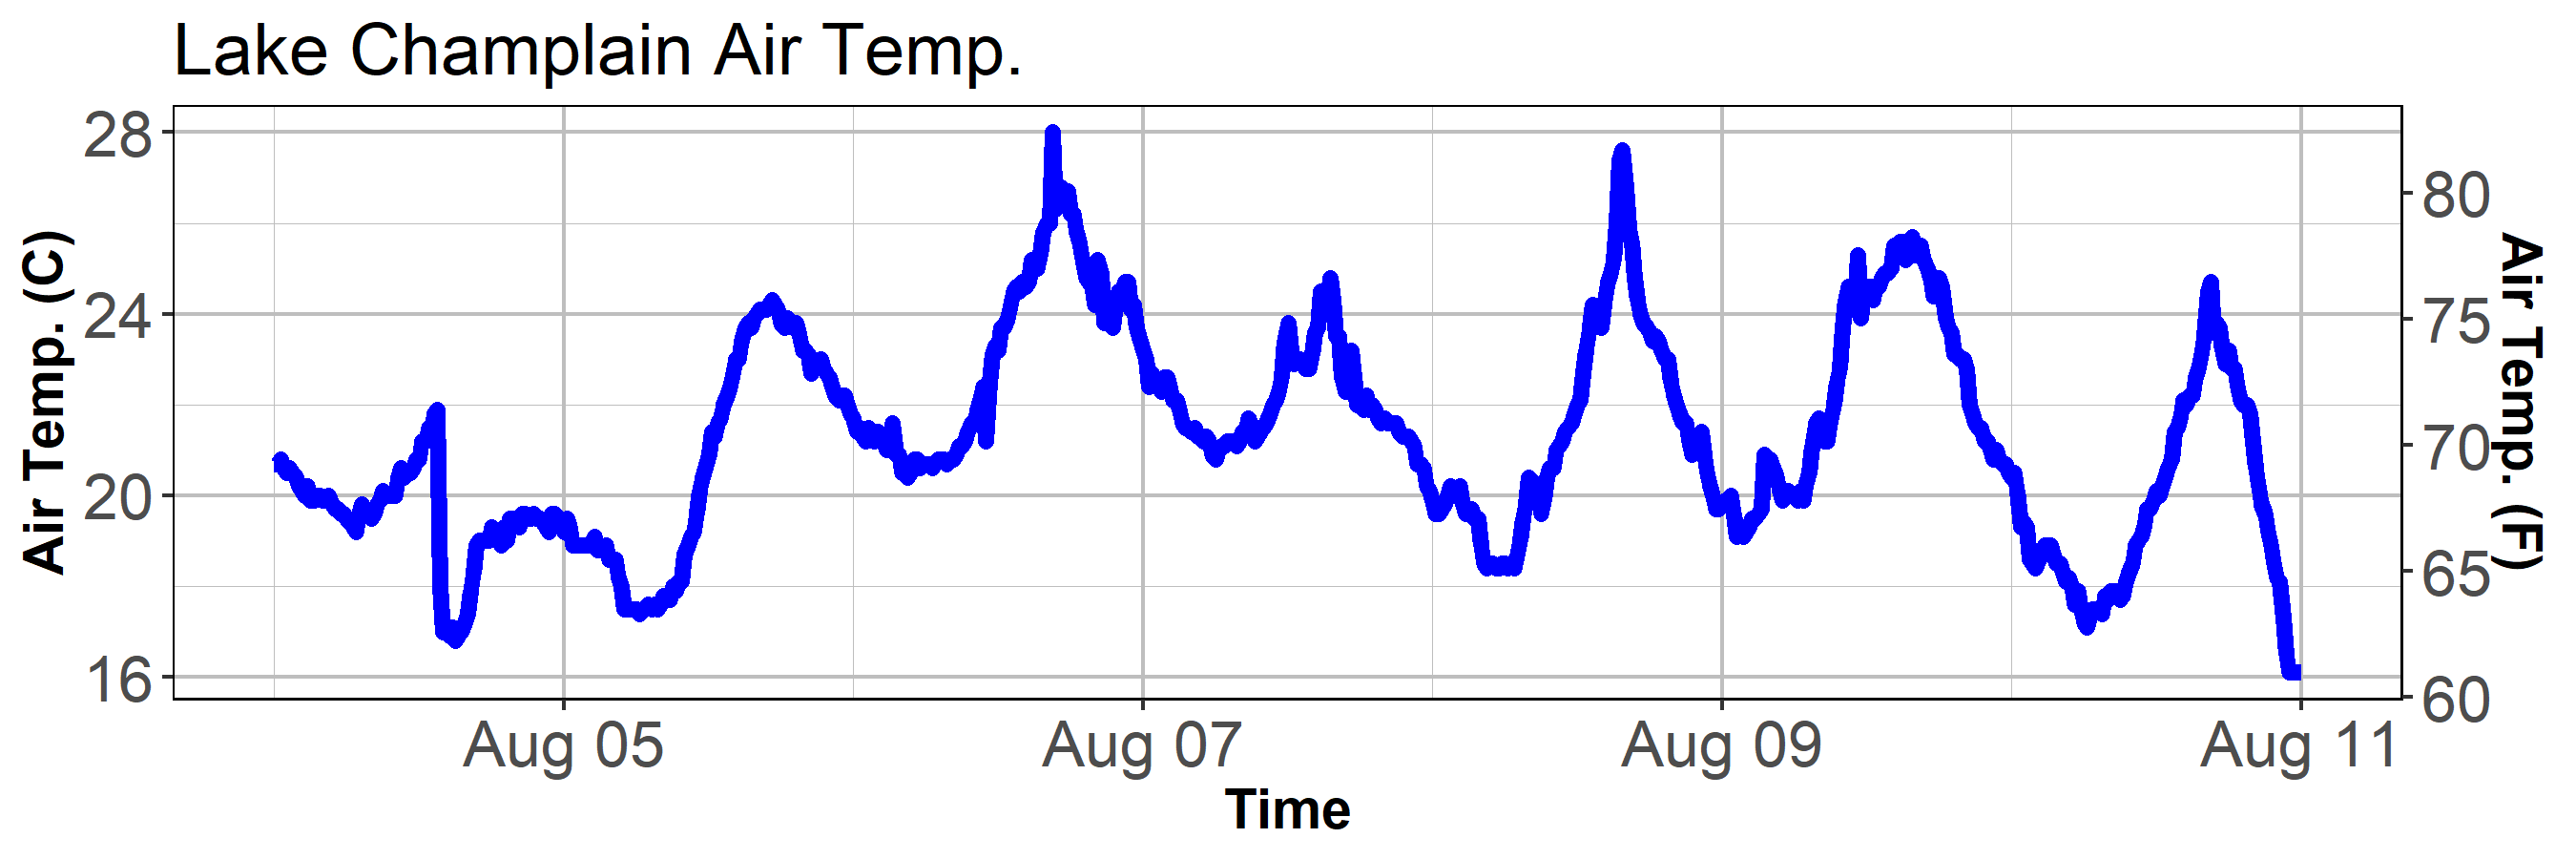 Lake Champlain Air Temp.
Air Temp. (C)
28
24
20
16
80
75
70
65
60
Air Temp. (F)
Aug 05
Aug 07
Aug 09
Aug 11
Time